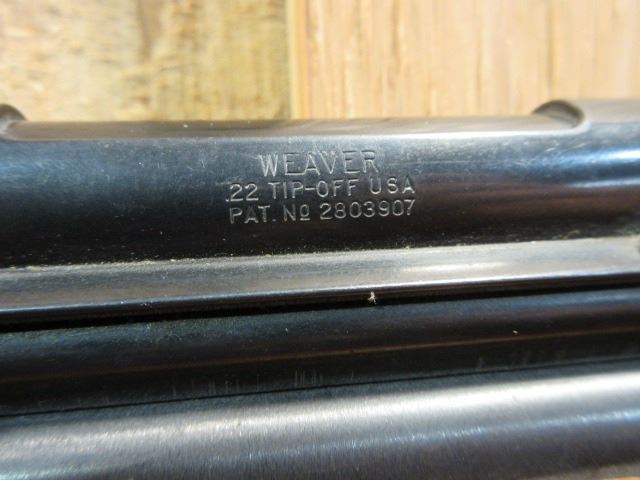 WEAVER
.22 TIP-OFF USA
PAT. Nº 2803907